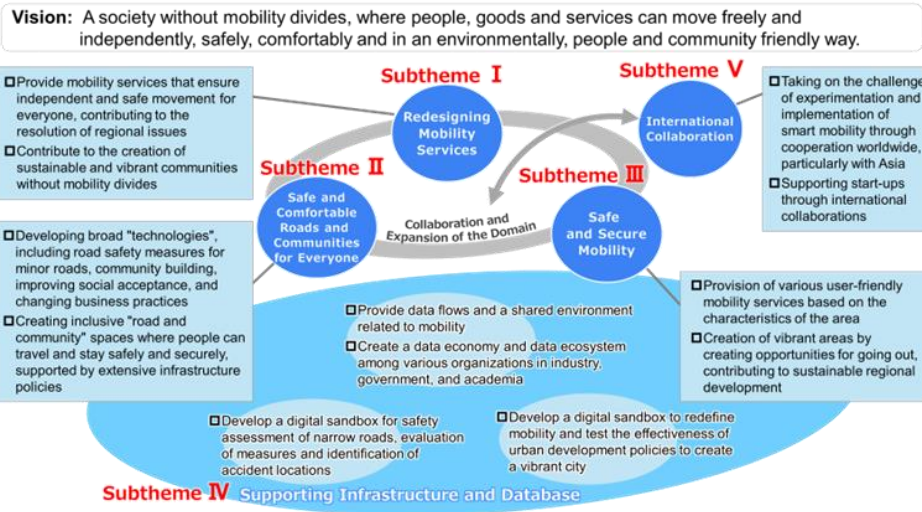 Vision: A society without mobility divides, where people, goods and services can move freely and
independently, safely, comfortably and in an environmentally, people and community friendly way.
Subtheme Ⅰ
Redesigning
Mobility
Services
Subtheme Ⅴ
International
Collaboration
□Provide mobility services that ensure
independent and safe movement for
everyone, contributing to the
resolution of regional issues
□Contribute to the creation of
sustainable and vibrant communities
without mobility divides
□Taking on the challenge
of experimentation and
implementation of
smart mobility through
cooperation worldwide,
particularly with Asia
□Supporting start-ups
through international
collaborations
Subtheme Ⅱ
Safe and
Comfortable
Roads and
Communities
for Everyone
Subtheme Ⅲ
Safe
and Secure
Mobility
Collaboration and
Expansion of the Domain
□Developing broad "technologies",
including road safety measures for
minor roads, community building,
improving social acceptance, and
changing business practices
□Creating inclusive "road and
community" spaces where people can
travel and stay safely and securely,
supported by extensive infrastructure
policies
□Provision of various user-friendly
mobility services based on the
characteristics of the area
□Creation of vibrant areas by
creating opportunities for going out,
contributing to sustainable regional
development
□Provide data flows and a shared environment
related to mobility
□Create a data economy and data ecosystem
among various organizations in industry,
government, and academia
□Develop a digital sandbox for safety
assessment of narrow roads, evaluation
of measures and identification of
accident locations
□Develop a digital sandbox to redefine
mobility and test the effectiveness of
urban development policies to create
a vibrant city
Subtheme Ⅳ Supporting Infrastructure and Database